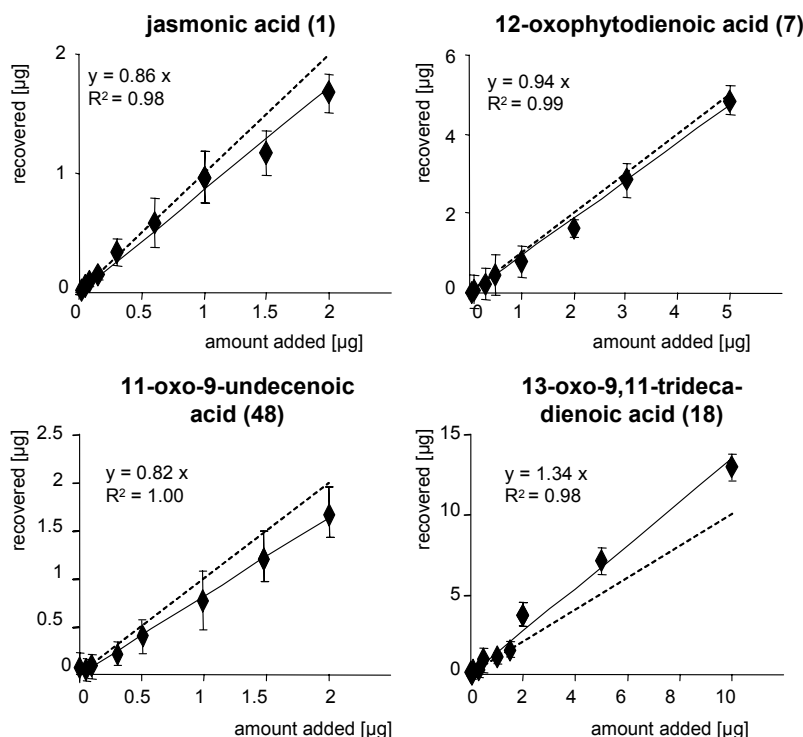 jasmonic acid (1)
2
y = 0.86 x
R² = 0.98
recovered [µg]
1
0
0 0.5 1 1.5 2
amount added [µg]
12-oxophytodienoic acid (7)
6
y = 0.94 x
R² = 0.99
recovered [µg]
4
2
0
0 1 2 3 4 5
amount added [µg]
11-oxo-9-undecenoic
acid (48)
2.5
y = 0.82 x
R² = 1.00
recovered [µg]
2
1.5
1
0.5
0
0 0.5 1 1.5 2
amount added [µg]
13-oxo-9,11-trideca-
dienoic acid (18)
15
y = 1.34 x
R² = 0.98
recovered [µg]
10
5
0
0 2 4 6 8 10
amount added [µg]